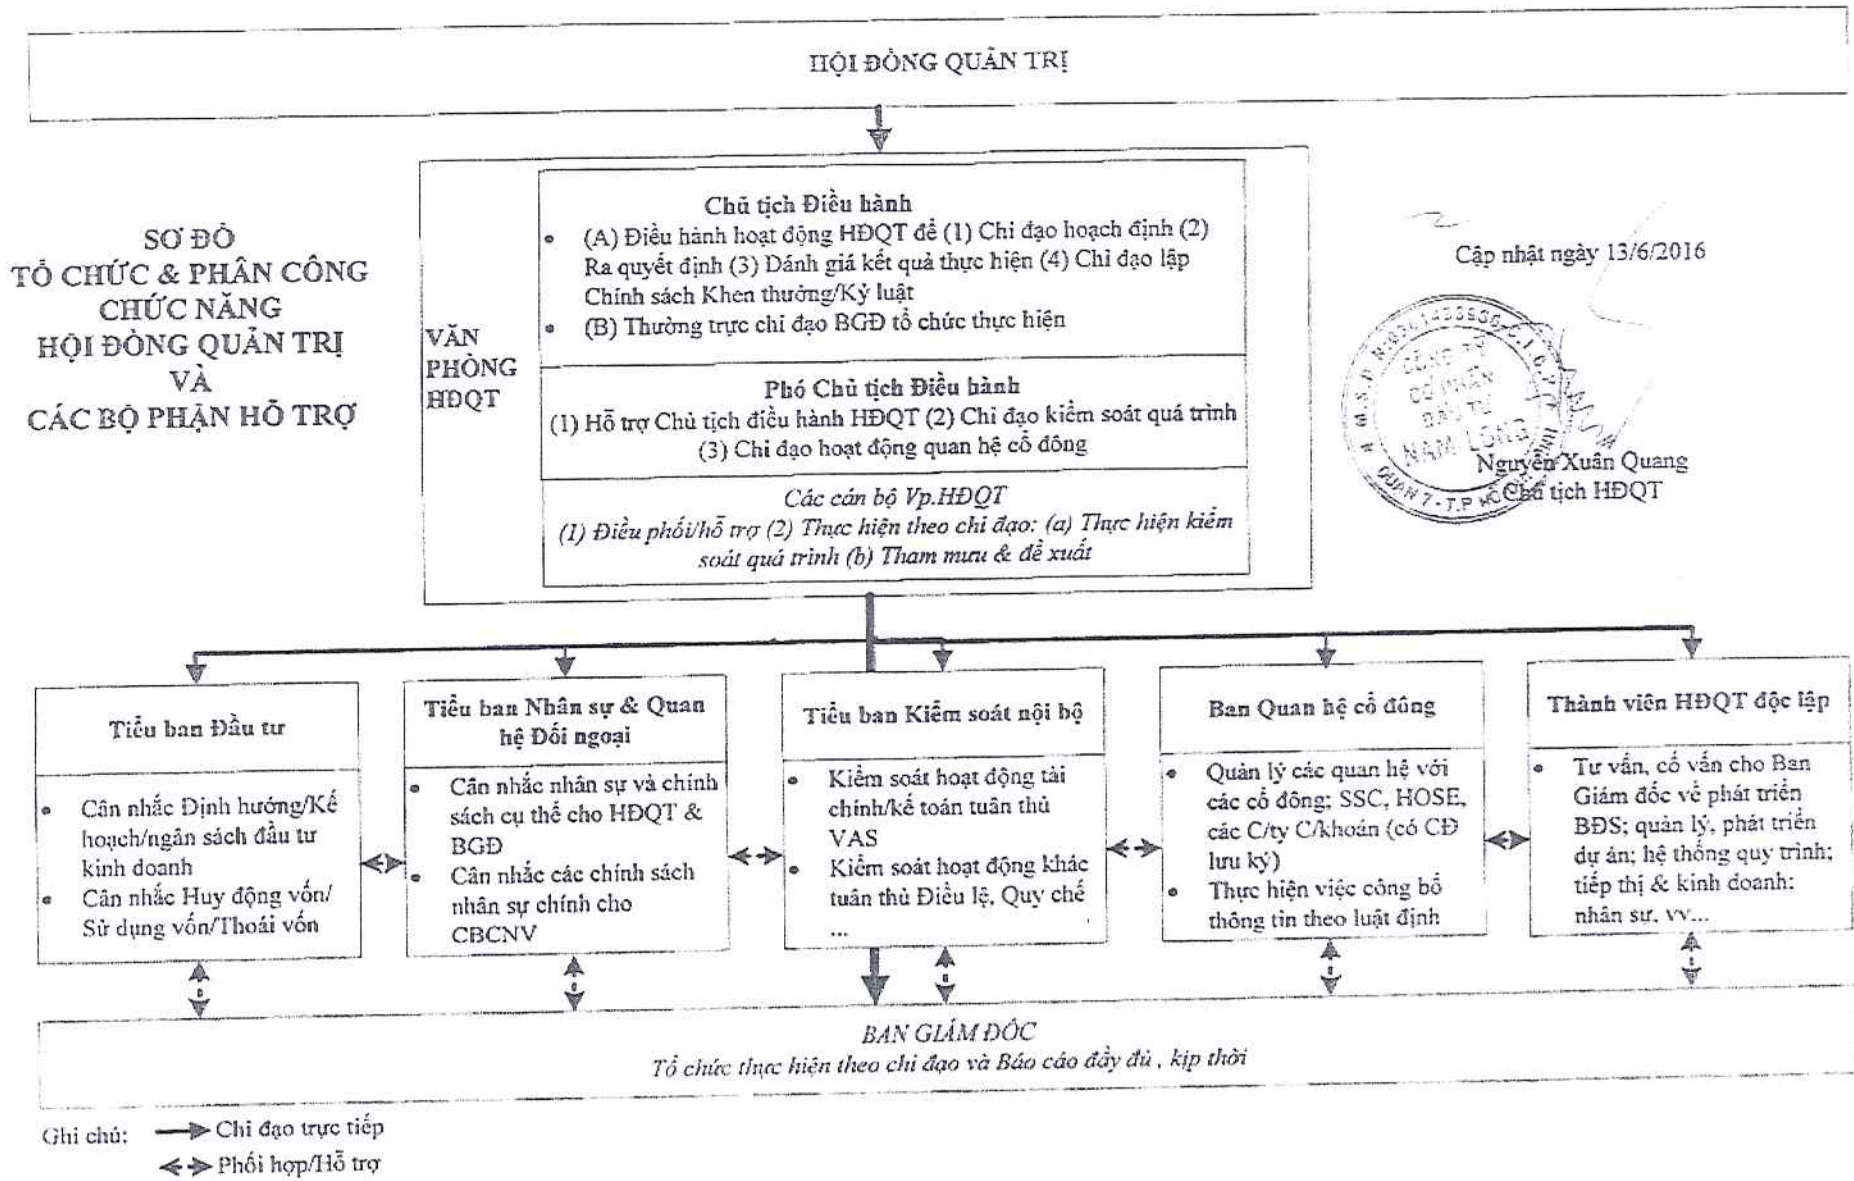 HỘI ĐỒNG QUẢN TRỊ
SƠ ĐỒ
TỔ CHỨC & PHÂN CÔNG
CHỨC NĂNG
HỘI ĐỒNG QUẢN TRỊ
VÀ
CÁC BỘ PHẬN HỖ TRỢ
VĂN
PHÒNG
HĐQT
Chủ tịch Điều hành
• (A) Điều hành hoạt động HĐQT để (1) Chỉ đạo hoạch định (2)
Ra quyết định (3) Đánh giá kết quả thực hiện (4) Chỉ đạo lập
Chính sách Khen thưởng/Kỷ luật
• (B) Thường trực chỉ đạo BGĐ tổ chức thực hiện
Phó Chủ tịch Điều hành
(1) Hỗ trợ Chủ tịch điều hành HĐQT (2) Chỉ đạo kiểm soát quá trình
(3) Chỉ đạo hoạt động quan hệ cổ đông
Các cán bộ Vp.HĐQT
(1) Điều phối/hỗ trợ (2) Thực hiện theo chỉ đạo: (a) Thực hiện kiểm
soát quá trình (b) Tham mưu & đề xuất
Cập nhật ngày 13/6/2016
CÔNG TY
CỔ PHẦN
ĐẦU TƯ
NAM LONG
QUẬN 7 - T.P
Nguyễn Xuân Quang
Chủ tịch HĐQT
Tiểu ban Đầu tư
• Cân nhắc Định hướng/Kế
hoạch/ngân sách đầu tư
kinh doanh
• Cân nhắc Huy động vốn/
Sử dụng vốn/Thoái vốn
Tiểu ban Nhân sự & Quan
hệ Đối ngoại
• Cân nhắc nhân sự và chính
sách cụ thể cho HĐQT &
BGĐ
• Cân nhắc các chính sách
nhân sự chính cho
CBCNV
Tiểu ban Kiểm soát nội bộ
• Kiểm soát hoạt động tài
chính/kế toán tuân thủ
VAS
• Kiểm soát hoạt động khác
tuân thủ Điều lệ, Quy chế
...
Ban Quan hệ cổ đông
• Quản lý các quan hệ với
các cổ đông; SSC, HOSE,
các C/ty C/khoán (có CĐ
lưu ký)
• Thực hiện việc công bố
thông tin theo luật định
Thành viên HĐQT độc lập
• Tư vấn, cố vấn cho Ban
Giám đốc về phát triển
BĐS; quản lý, phát triển
dự án; hệ thống quy trình;
tiếp thị & kinh doanh;
nhân sự, vv...
BAN GIÁM ĐỐC
Tổ chức thực hiện theo chỉ đạo và Báo cáo đầy đủ , kịp thời
Ghi chú:
Chỉ đạo trực tiếp
Phối hợp/Hỗ trợ